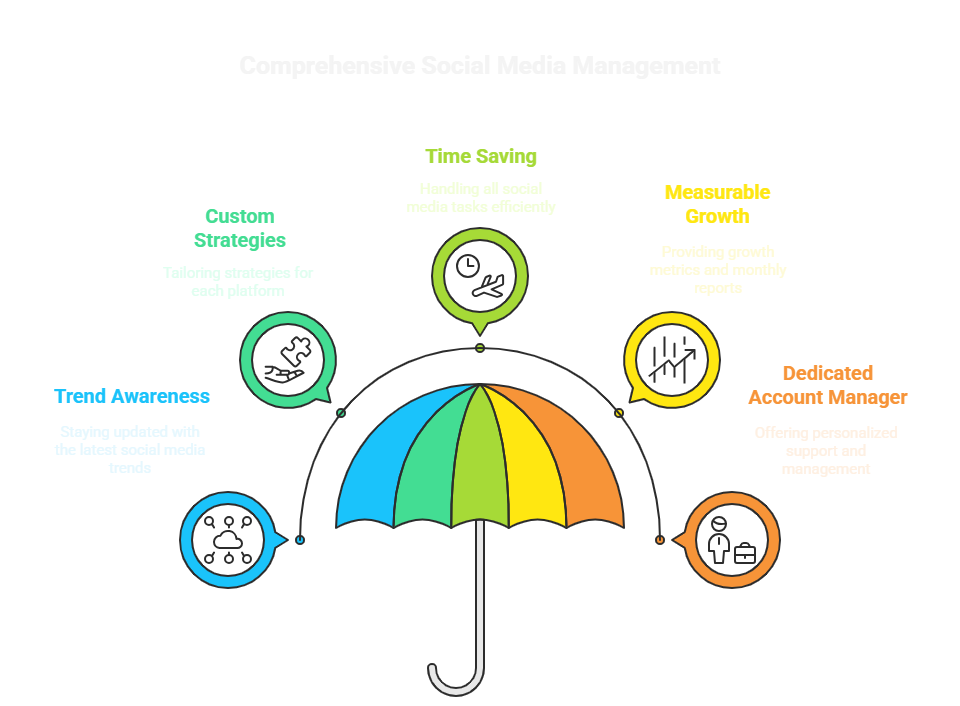 Comprehensive Social Media Management
Time Saving
Handling all social
media tasks efficiently
Measurable
Growth
Providing growth
metrics and monthly
reports
Custom
Strategies
Tailoring strategies for
each platform
Dedicated
Account Manager
Offering personalized
support and
management
Trend Awareness
Staying updated with
the latest social media
trends